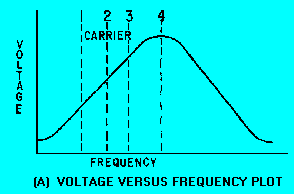 2 3 4
CARRIER
VOLTAGE
FREQUENCY
(A) VOLTAGE VERSUS FREQUENCY PLOT